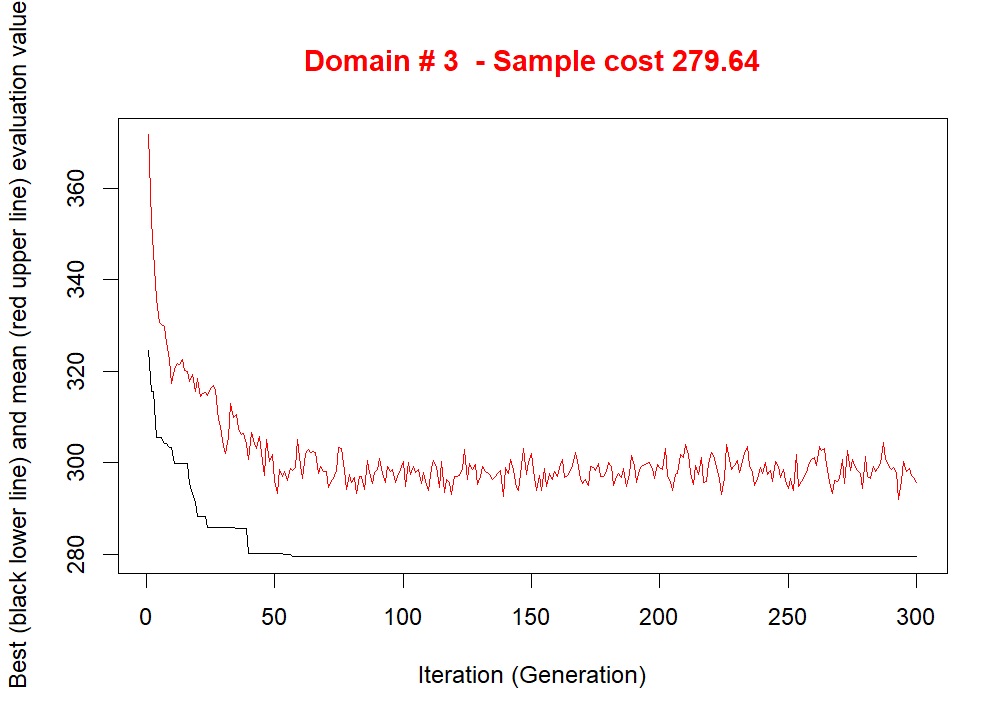 Domain # 3  - Sample cost 279.64
Best (black lower line) and mean (red upper line) evaluation value
360
340
320
300
280
0 50 100 150 200 250 300
Iteration (Generation)